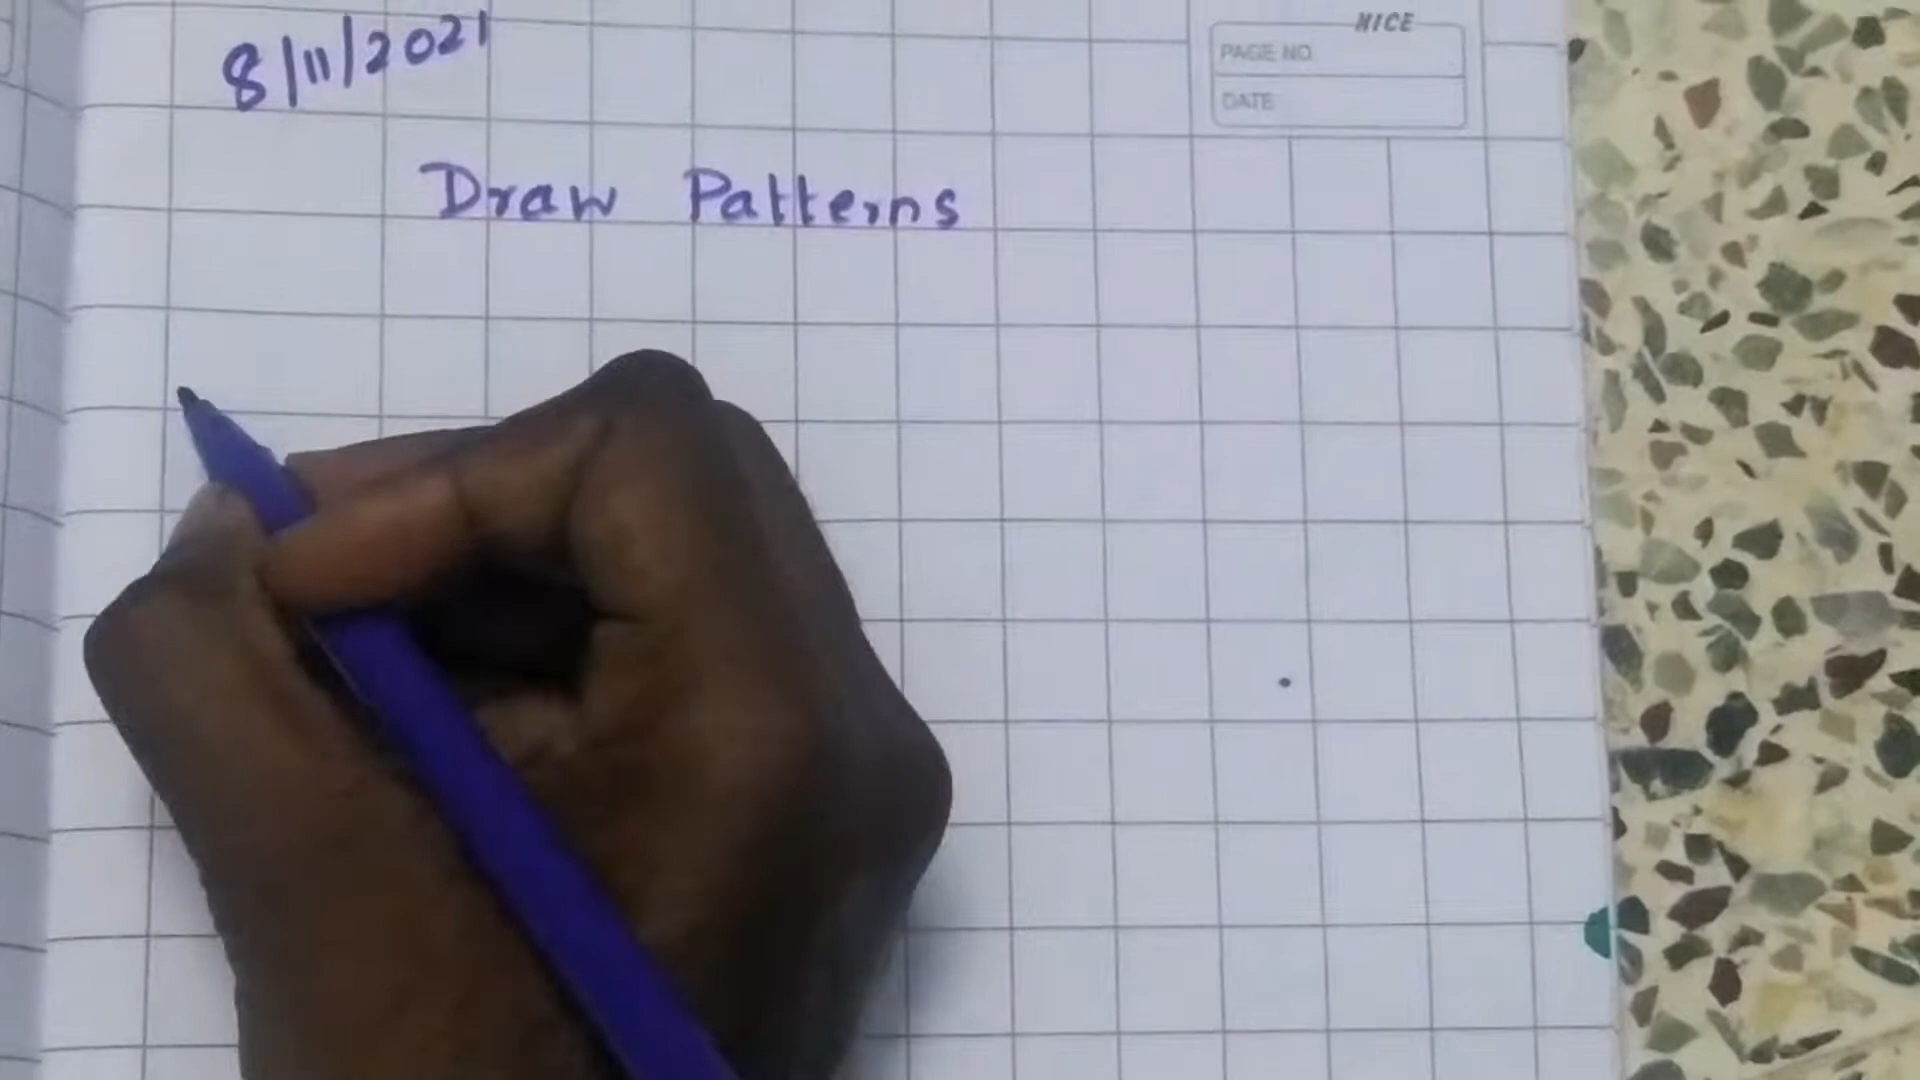 8/11/2021
NICE
PAGE NO.
DATE
Draw Patterns